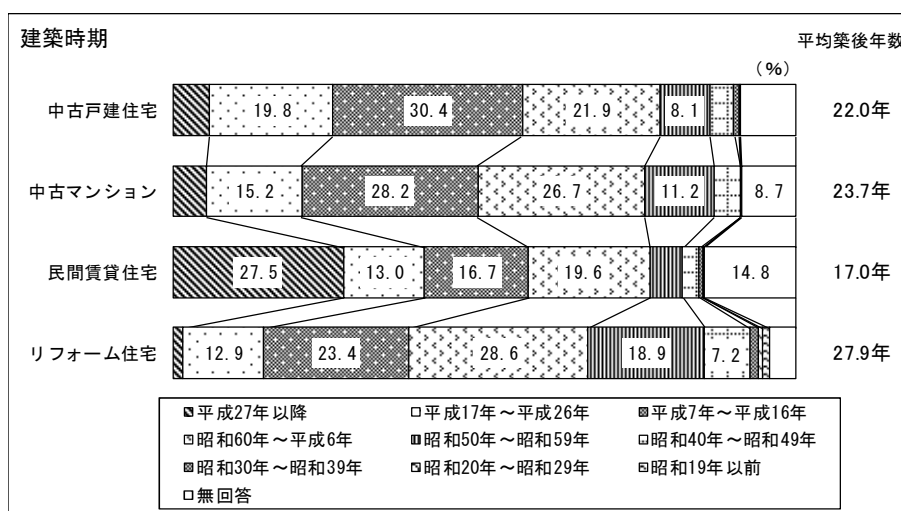 建築時期
平均築後年数
（％）
中古戸建住宅 19.8 30.4 21.9 8.1 22.0年
中古マンション 15.2 28.2 26.7 11.2 8.7 23.7年
民間賃貸住宅 27.5 13.0 16.7 19.6 14.8 17.0年
リフォーム住宅 12.9 23.4 28.6 18.9 7.2 27.9年
平成27年以降 平成17年～平成26年 平成7年～平成16年
昭和60年～平成6年 昭和50年～昭和59年 昭和40年～昭和49年
昭和30年～昭和39年 昭和20年～昭和29年 昭和19年以前
無回答